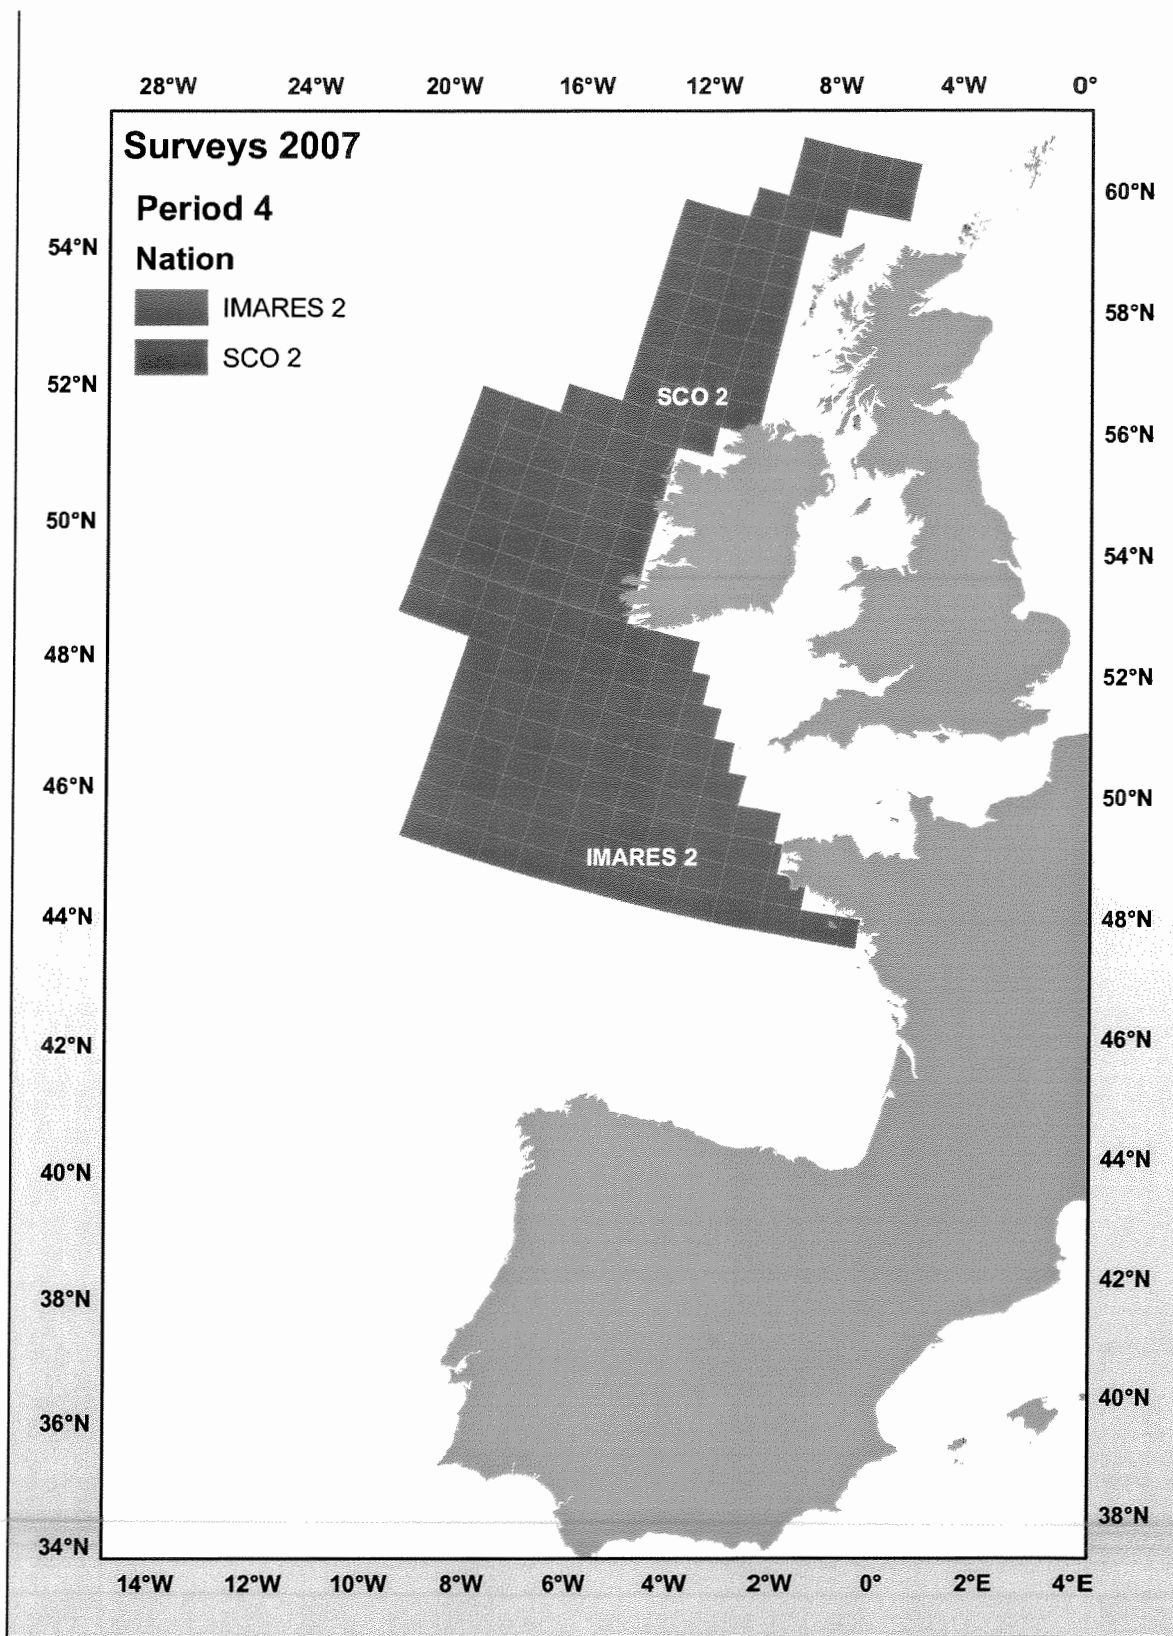 28°W 24°W 20°W 16°W 12°W 8°W 4°W 0°
Surveys 2007
Period 4
Nation
IMARES 2
SCO 2
54°N
52°N
50°N
48°N
46°N
44°N
42°N
40°N
38°N
36°N
34°N
SCO 2
IMARES 2
60°N
58°N
56°N
54°N
52°N
50°N
48°N
46°N
44°N
42°N
40°N
38°N
14°W 12°W 10°W 8°W 6°W 4°W 2°W 0° 2°E 4°E